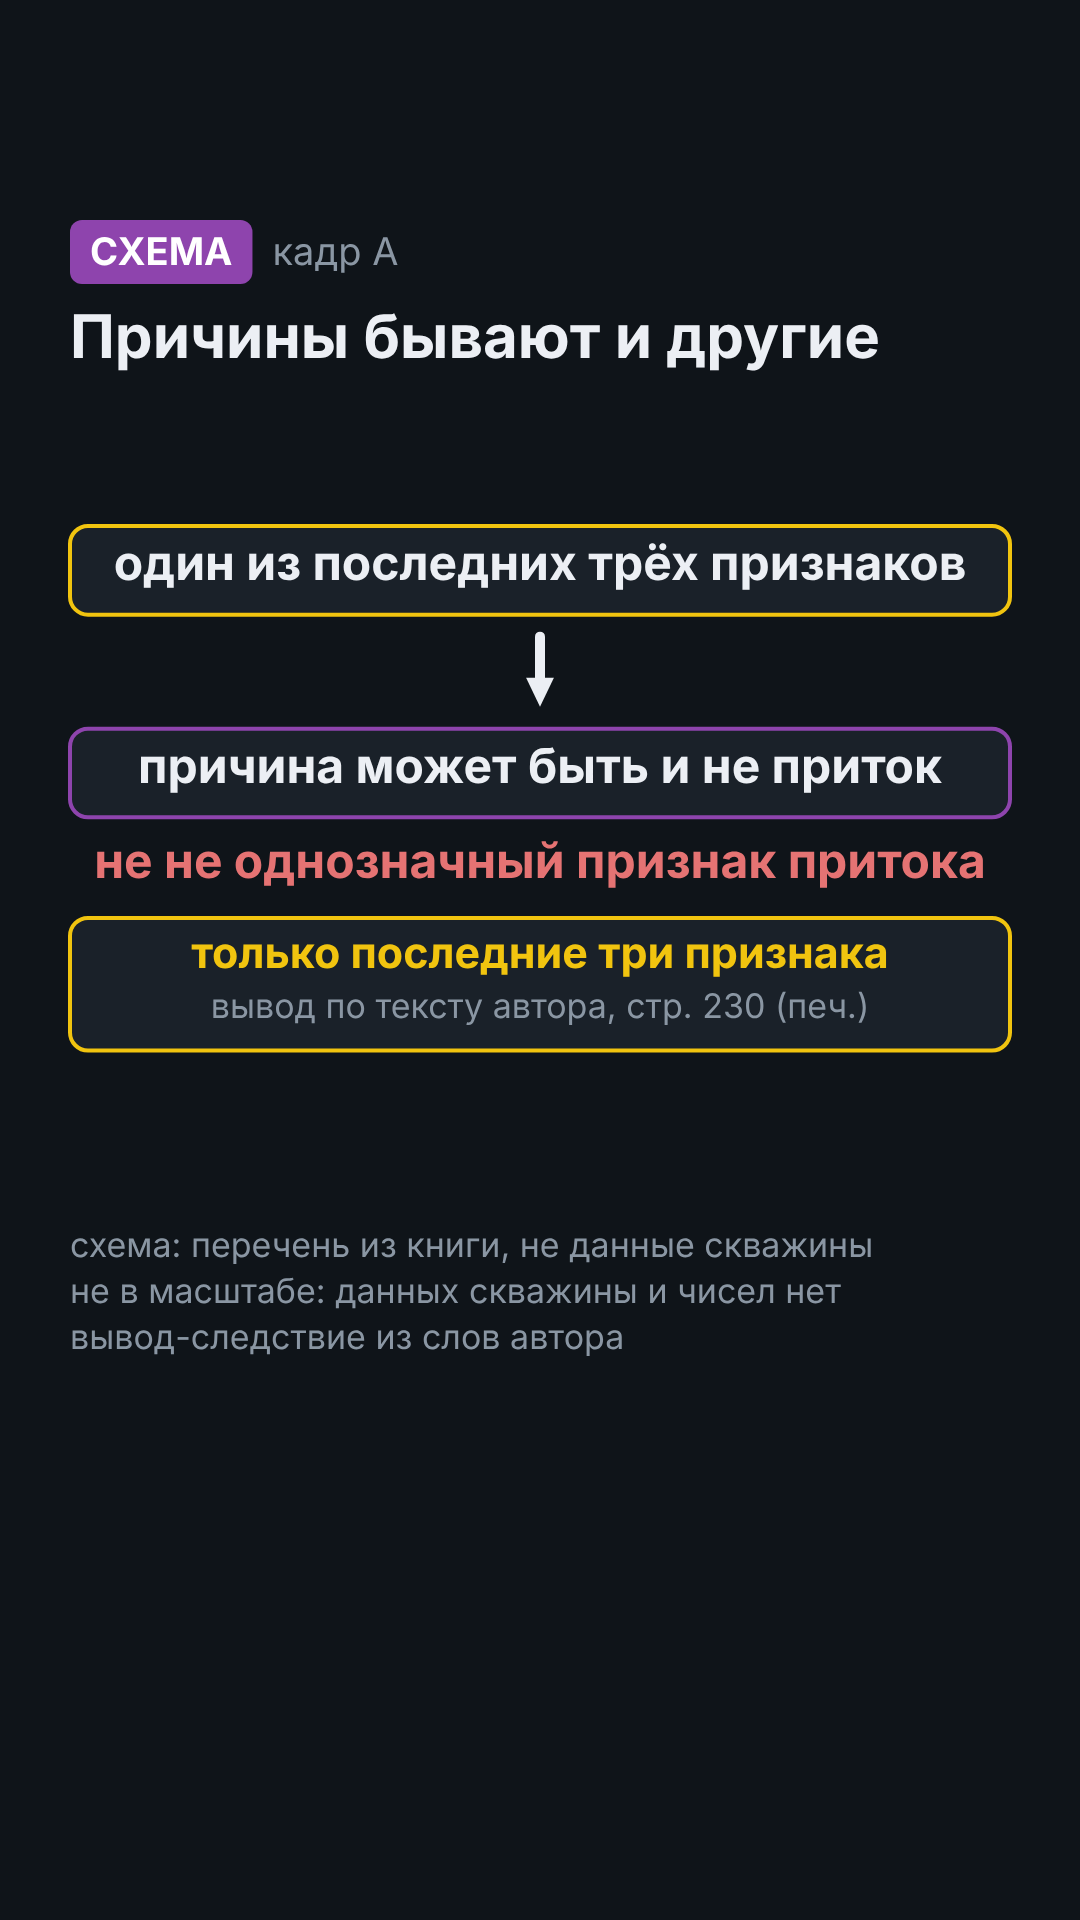 СХЕМА кадр А
Причины бывают и другие
один из последних трёх признаков
причина может быть и не приток
не не однозначный признак притока
только последние три признака
вывод по тексту автора, стр. 230 (печ.)
схема: перечень из книги, не данные скважины
не в масштабе: данных скважины и чисел нет
вывод-следствие из слов автора